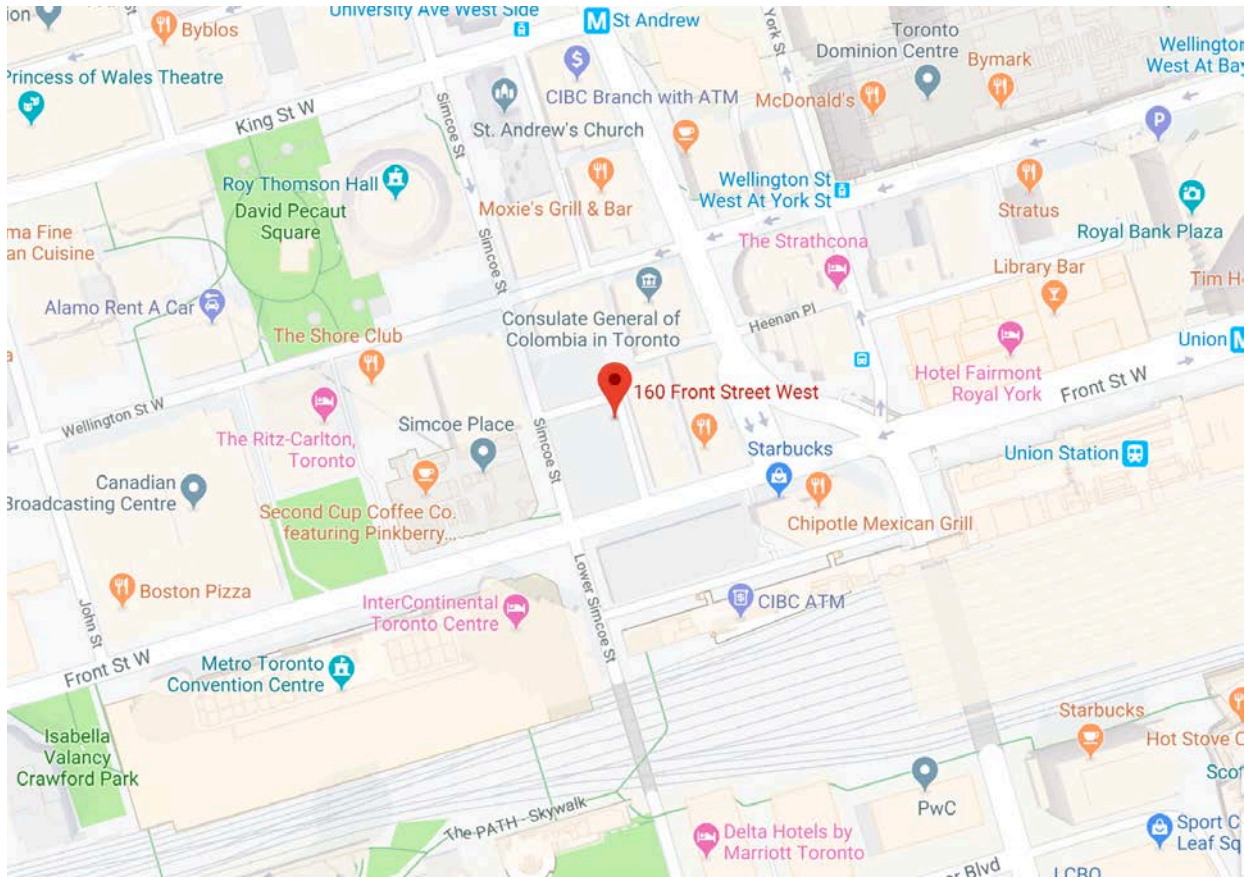 University Ave West Side
St Andrew
Byblos
York St
Toronto
Dominion Centre
Wellington
West At Bay
Bymark
Princess of Wales Theatre
CIBC Branch with ATM
McDonald's
Simcoe St
King St W
St. Andrew's Church
P
Roy Thomson Hall
David Pecaut
Square
Moxie's Grill & Bar
Wellington St
West At York St
Stratus
Royal Bank Plaza
Simcoe St
The Strathcona
Library Bar
Alamo Rent A Car
Consulate General of
Colombia in Toronto
Heenan Pl
The Shore Club
Union
Hotel Fairmont
Royal York
Front St W
160 Front Street West
Wellington St W
The Ritz-Carlton,
Toronto
Simcoe Place
Simcoe St
Starbucks
Union Station
Canadian
Broadcasting Centre
Second Cup Coffee Co.
featuring Pinkberry...
Chipotle Mexican Grill
Boston Pizza
InterContinental
Toronto Centre
Lower Simcoe St
CIBC ATM
John St
Front St W
Metro Toronto
Convention Centre
Isabella
Valancy
Crawford Park
Starbucks
Hot Stove C
The PATH - Skywalk
PwC
Delta Hotels by
Marriott Toronto
Sport C
Leaf Sq
Blvd
LCBO